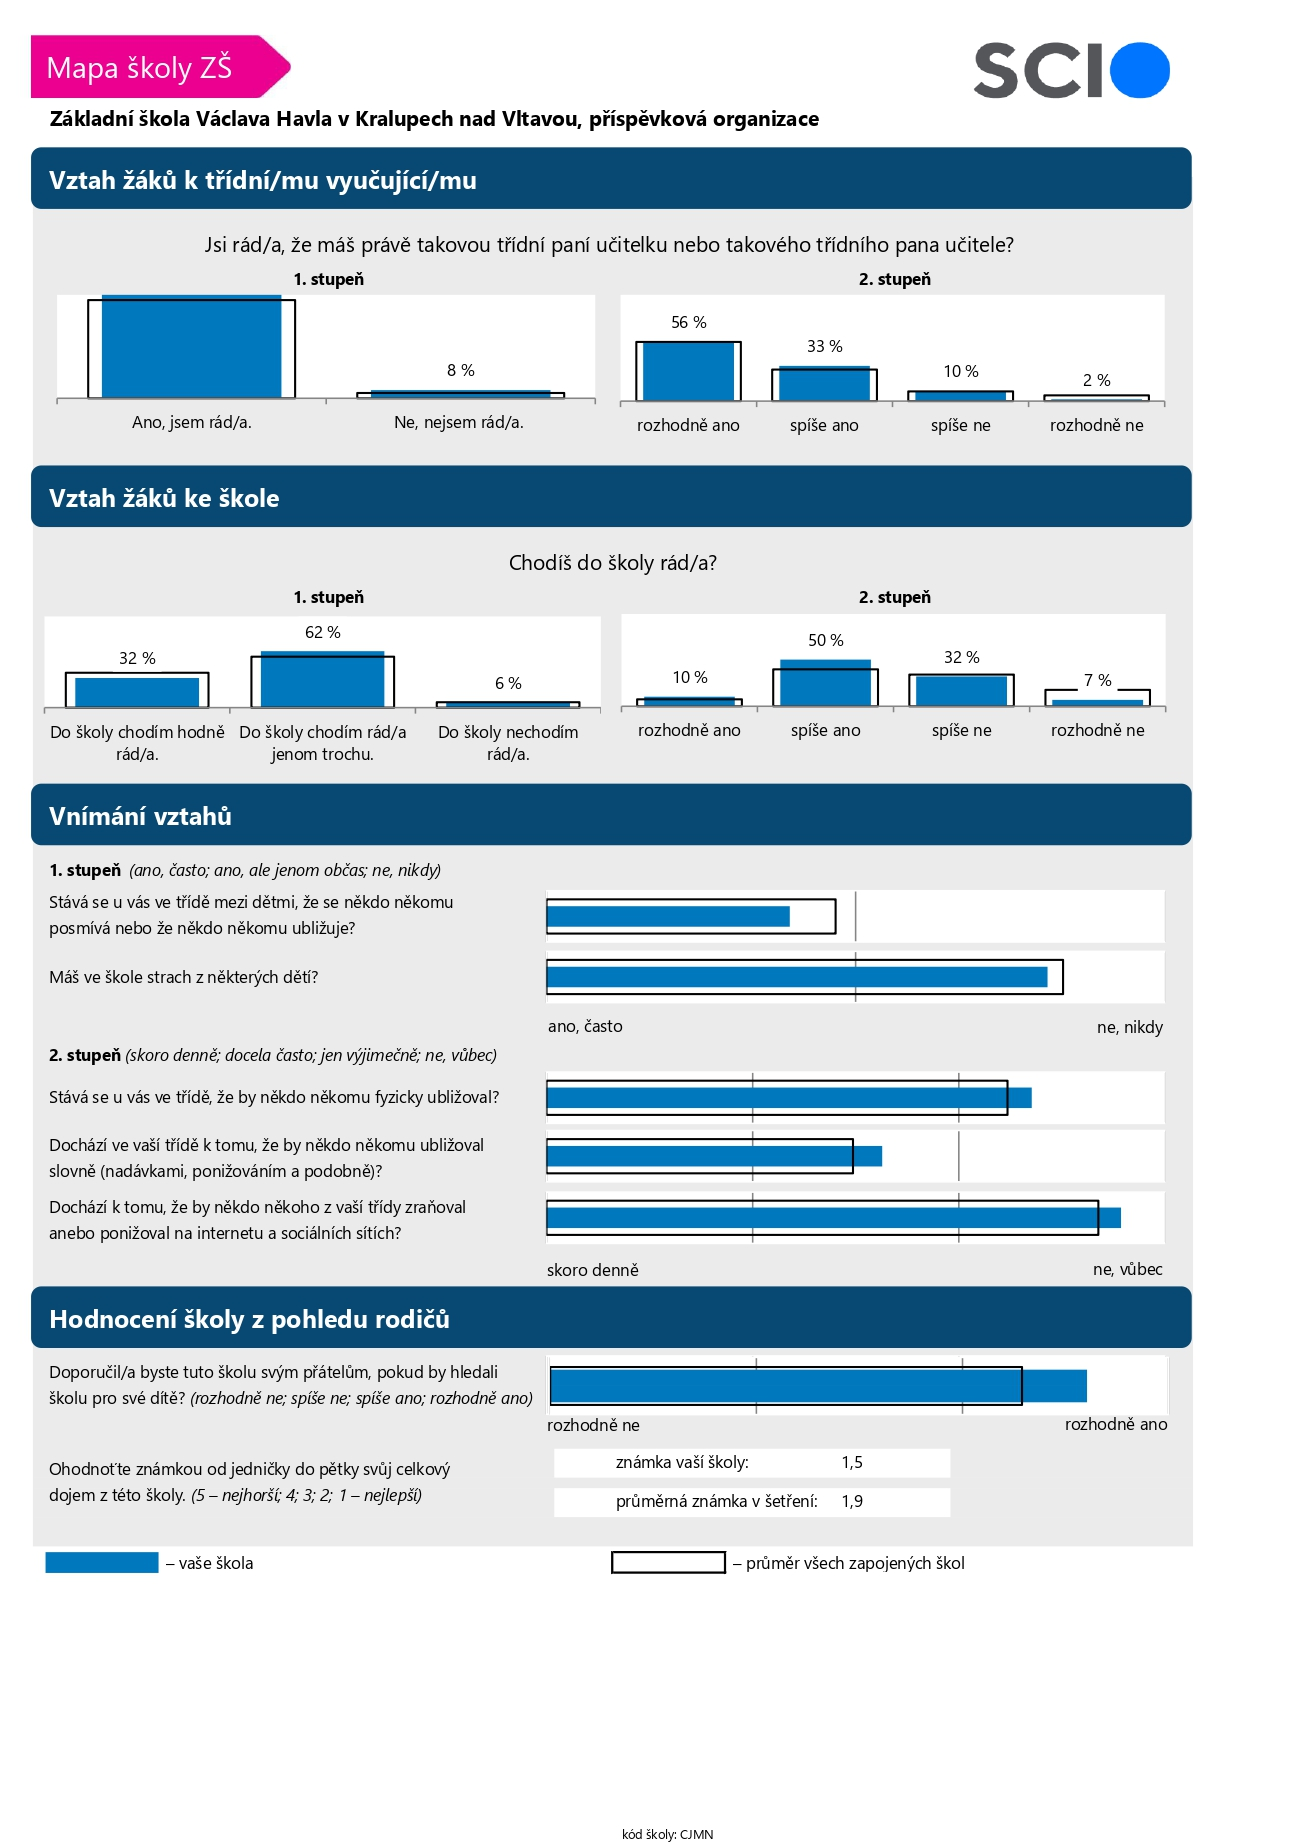 Mapa školy ZŠ
SCIO
Základní škola Václava Havla v Kralupech nad Vltavou, příspěvková organizace
Vztah žáků k třídní/mu vyučující/mu
Jsi rád/a, že máš právě takovou třídní paní učitelku nebo takového třídního pana učitele?
1. stupeň
8 %
Ano, jsem rád/a. Ne, nejsem rád/a.
2. stupeň
56 % 33 % 10 % 2 %
rozhodně ano spíše ano spíše ne rozhodně ne
Vztah žáků ke škole
Chodíš do školy rád/a?
1. stupeň
32 % 62 % 6 %
Do školy chodím hodně Do školy chodím rád/a Do školy nechodím
rád/a. jenom trochu. rád/a.
2. stupeň
10 % 50 % 32 % 7 %
rozhodně ano spíše ano spíše ne rozhodně ne
Vnímání vztahů
1. stupeň (ano, často; ano, ale jenom občas; ne, nikdy)
Stává se u vás ve třídě mezi dětmi, že se někdo někomu
posmívá nebo že někdo někomu ubližuje?
Máš ve škole strach z některých dětí?
ano, často ne, nikdy
2. stupeň (skoro denně; docela často; jen výjimečně; ne, vůbec)
Stává se u vás ve třídě, že by někdo někomu fyzicky ubližoval?
Dochází ve vaší třídě k tomu, že by někdo někomu ubližoval
slovně (nadávkami, ponižováním a podobně)?
Dochází k tomu, že by někdo někoho z vaší třídy zraňoval
anebo ponižoval na internetu a sociálních sítích?
skoro denně ne, vůbec
Hodnocení školy z pohledu rodičů
Doporučil/a byste tuto školu svým přátelům, pokud by hledali
školu pro své dítě? (rozhodně ne; spíše ne; spíše ano; rozhodně ano)
rozhodně ne rozhodně ano
Ohodnoťte známkou od jedničky do pětky svůj celkový
dojem z této školy. (5 – nejhorší; 4; 3; 2; 1 – nejlepší)
známka vaší školy: 1,5
průměrná známka v šetření: 1,9
– vaše škola – průměr všech zapojených škol
kód školy: CJMN